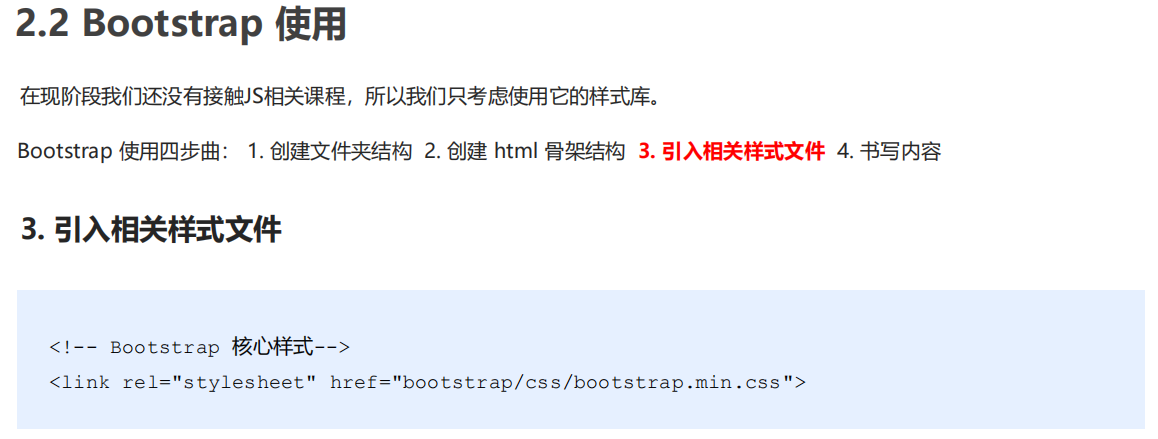 2.2 Bootstrap 使用
在现阶段我们还没有接触JS相关课程，所以我们只考虑使用它的样式库。
Bootstrap 使用四步曲： 1. 创建文件夹结构 2. 创建 html 骨架结构 3. 引入相关样式文件 4. 书写内容
3. 引入相关样式文件
<!-- Bootstrap 核心样式-->
<link rel="stylesheet" href="bootstrap/css/bootstrap.min.css">